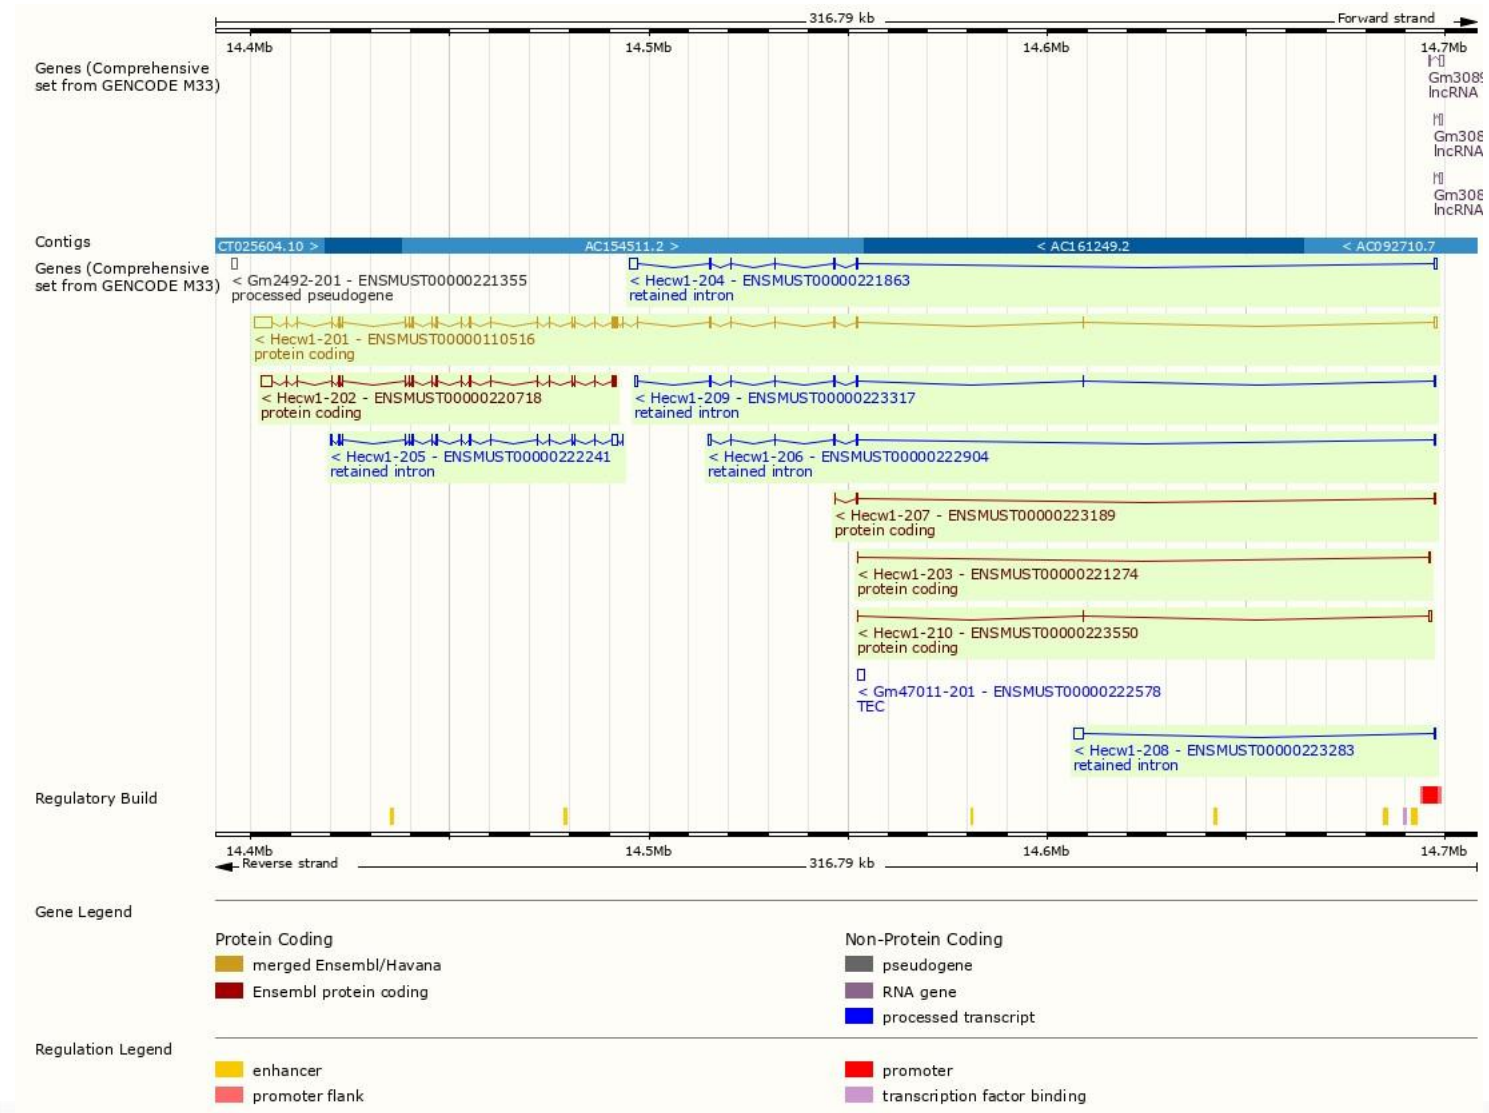 316.79 kb Forward strand
14.4Mb 14.5Mb 14.6Mb 14.7Mb
Genes (Comprehensive
set from GENCODE M33)
Gm3089
lncRNA
Gm308
lncRNA
Gm308
lncRNA
Contigs
CT025604.10 > AC154511.2 > < AC161249.2 < AC092710.7
Genes (Comprehensive
set from GENCODE M33)
< Gm2492-201 - ENSMUST00000221355
processed pseudogene
< Hecw1-204 - ENSMUST00000221863
retained intron
< Hecw1-201 - ENSMUST00000110516
protein coding
< Hecw1-202 - ENSMUST00000220718
protein coding
< Hecw1-209 - ENSMUST00000223317
retained intron
< Hecw1-205 - ENSMUST00000222241
retained intron
< Hecw1-206 - ENSMUST00000222904
retained intron
< Hecw1-207 - ENSMUST00000223189
protein coding
< Hecw1-203 - ENSMUST00000221274
protein coding
< Hecw1-210 - ENSMUST00000223550
protein coding
< Gm47011-201 - ENSMUST00000222578
TEC
< Hecw1-208 - ENSMUST00000223283
retained intron
Regulatory Build
14.4Mb 14.5Mb 14.6Mb 14.7Mb
Reverse strand 316.79 kb
Gene Legend
Protein Coding
merged Ensembl/Havana
Ensembl protein coding
Non-Protein Coding
pseudogene
RNA gene
processed transcript
Regulation Legend
enhancer
promoter flank
promoter
transcription factor binding